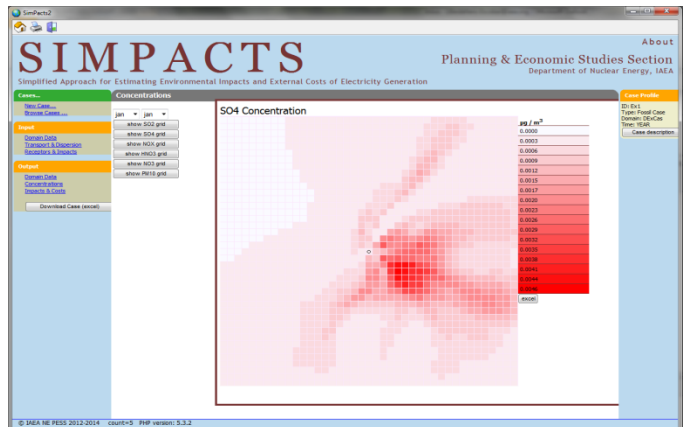 SimPacts2
About
SIMPACTS
Planning & Economic Studies Section
Department of Nuclear Energy, IAEA
Simplified Approach for Estimating Environmental Impacts and External Costs of Electricity Generation
Cases...
New Case....
Browse Cases....
Input
Domain Data
Transport & Dispersion
Receptors & Impacts
Output
Domain Data
Concentrations
Impacts & Costs
Download Case (excel)
Concentrations
jan jan
show SO2 grid
show SO4 grid
show NOX grid
show HNO3 grid
show NO3 grid
show PM10 grid
SO4 Concentration
µg / m³
0.0000
0.0003
0.0006
0.0009
0.0012
0.0015
0.0017
0.0020
0.0023
0.0026
0.0029
0.0032
0.0035
0.0038
0.0041
0.0044
0.0046
excel
Case Profile
ID: Ex1
Type: Fossil Case
Domain: DExCas
Time: YEAR
Case description
© IAEA NE PESS 2012-2014 count=5 PHP version: 5.3.2